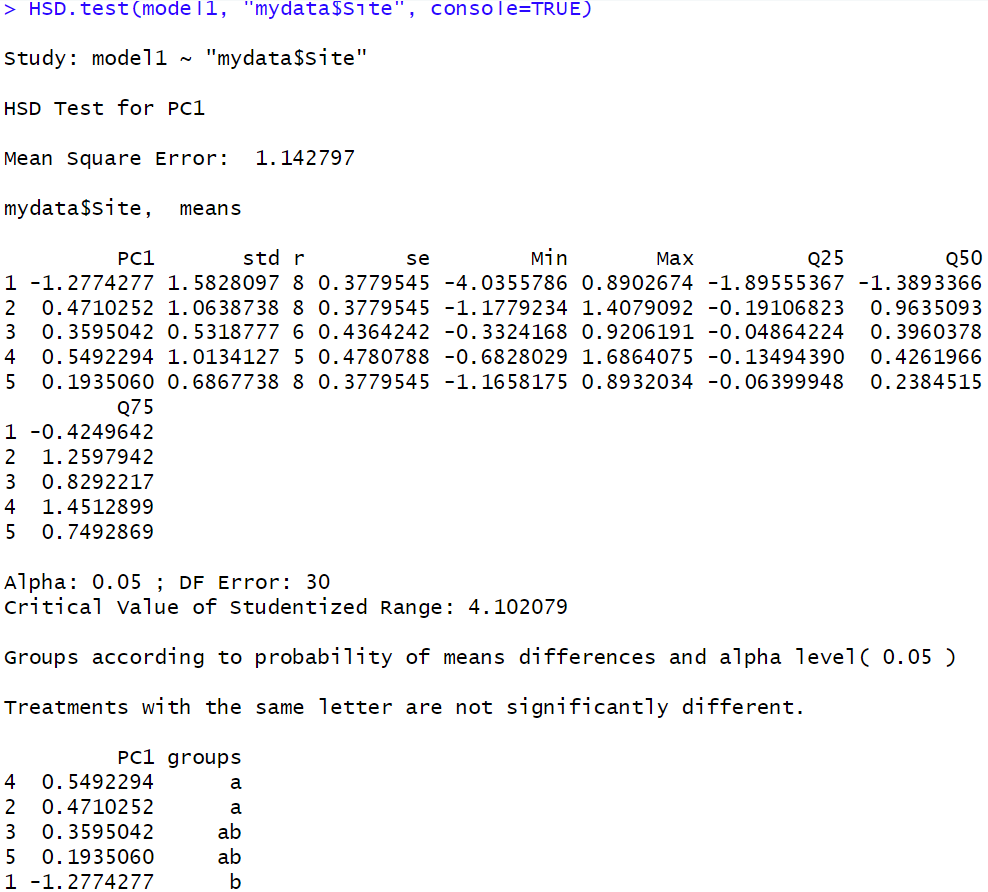 > HSD.test(model1, "mydata$Site", console=TRUE)
Study: model1 ~ "mydata$Site"
HSD Test for PC1
Mean Square Error:  1.142797
mydata$Site,  means
         PC1       std r        se        Min       Max         Q25        Q50
1 -1.2774277 1.5828097 8 0.3779545 -4.0355786 0.8902674 -1.89555367 -1.3893366
2  0.4710252 1.0638738 8 0.3779545 -1.1779234 1.4079092 -0.19106823  0.9635093
3  0.3595042 0.5318777 6 0.4364242 -0.3324168 0.9206191 -0.04864224  0.3960378
4  0.5492294 1.0134127 5 0.4780788 -0.6828029 1.6864075 -0.13494390  0.4261966
5  0.1935060 0.6867738 8 0.3779545 -1.1658175 0.8932034 -0.06399948  0.2384515
         Q75
1 -0.4249642
2  1.2597942
3  0.8292217
4  1.4512899
5  0.7492869
Alpha: 0.05 ; DF Error: 30
Critical Value of Studentized Range: 4.102079
Groups according to probability of means differences and alpha level( 0.05 )
Treatments with the same letter are not significantly different.
         PC1 groups
4  0.5492294      a
2  0.4710252      a
3  0.3595042     ab
5  0.1935060     ab
1 -1.2774277      b